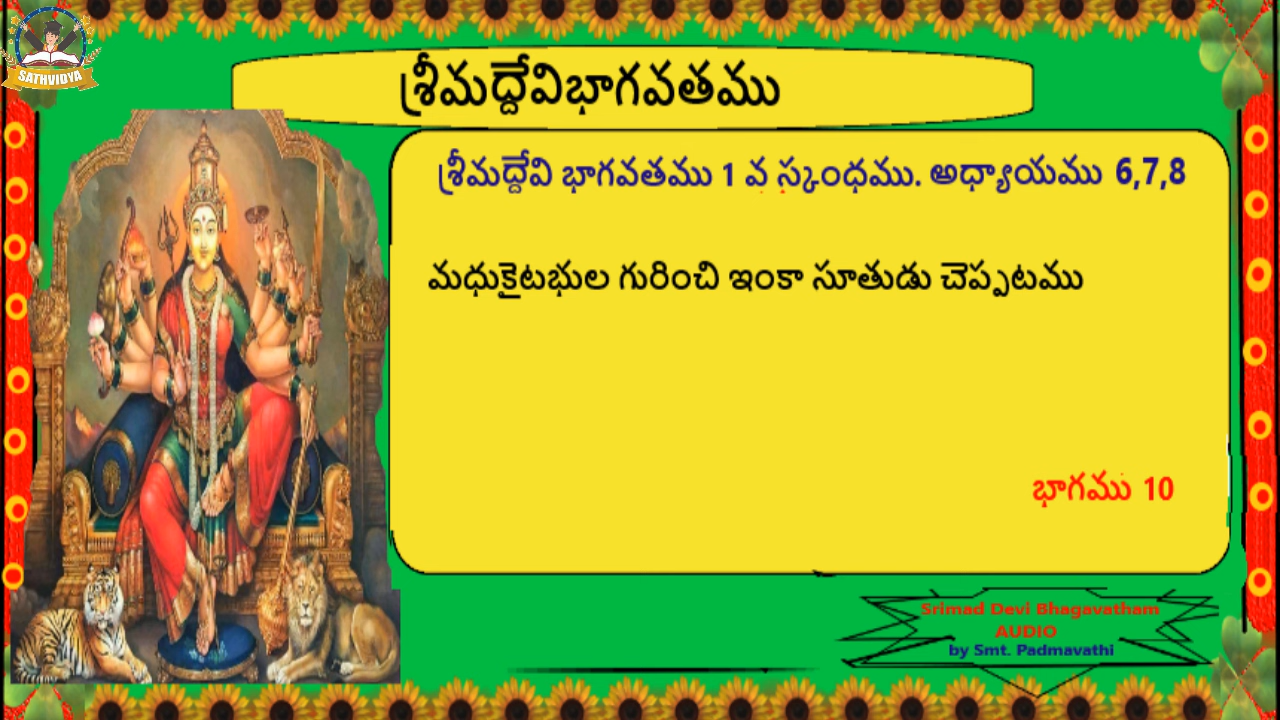 SATHVIDYA
శ్రీమద్దేవిభాగవతము
శ్రీమద్దేవి భాగవతము 1 వ స్కంధము. అధ్యాయము 6,7,8
మధుకైటభుల గురించి ఇంకా సూతుడు చెప్పటము
భాగము 10
Srimad Devi Bhagavatham
AUDIO
by Smt. Padmavathi